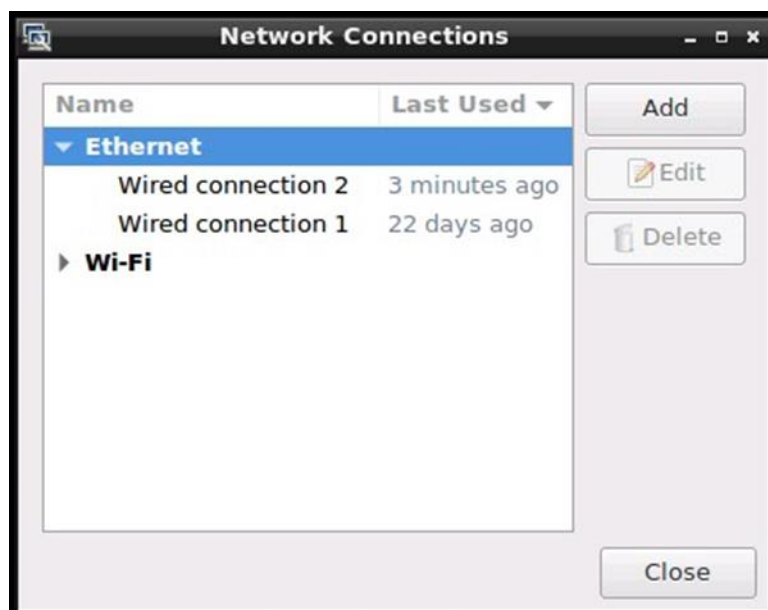 Network Connections
Name Last Used
Add
Ethernet
Wired connection 2 3 minutes ago
Edit
Wired connection 1 22 days ago
Delete
Wi-Fi
Close